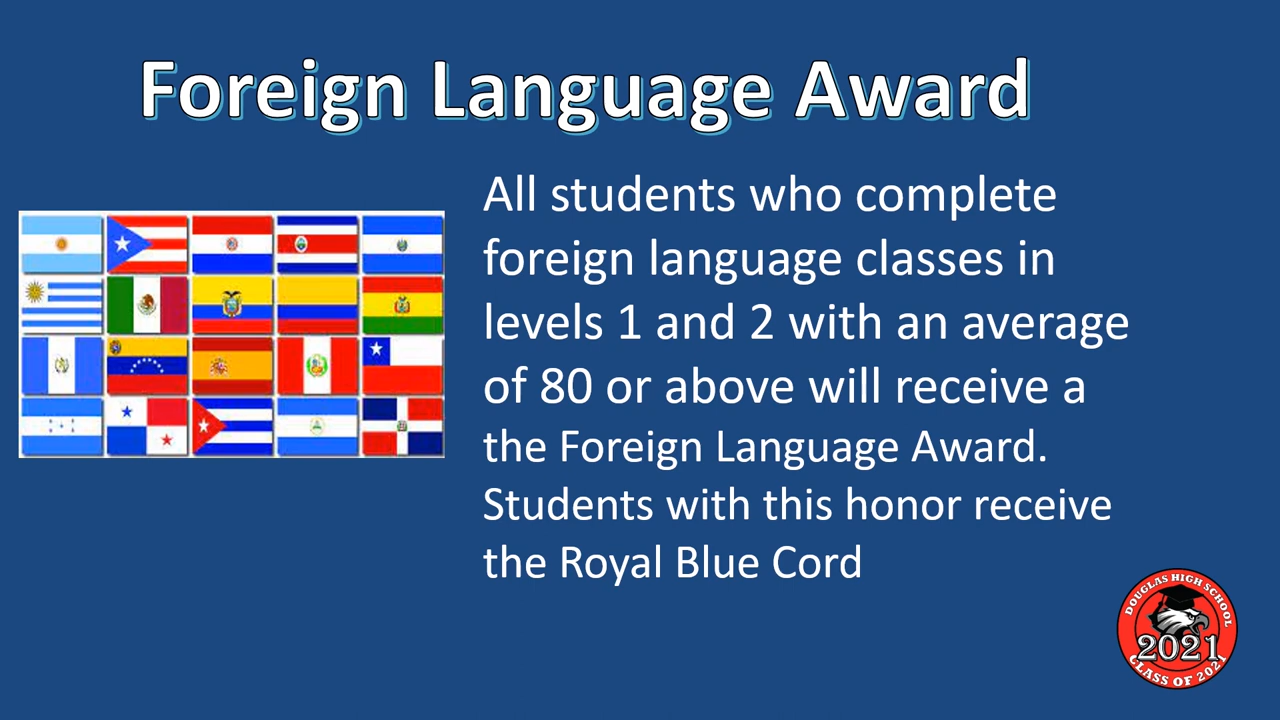 Foreign Language Award
All students who complete
foreign language classes in
levels 1 and 2 with an average
of 80 or above will receive a
the Foreign Language Award.
Students with this honor receive
the Royal Blue Cord
DOUGLAS HIGH SCHOOL
2021
CLASS OF 2021